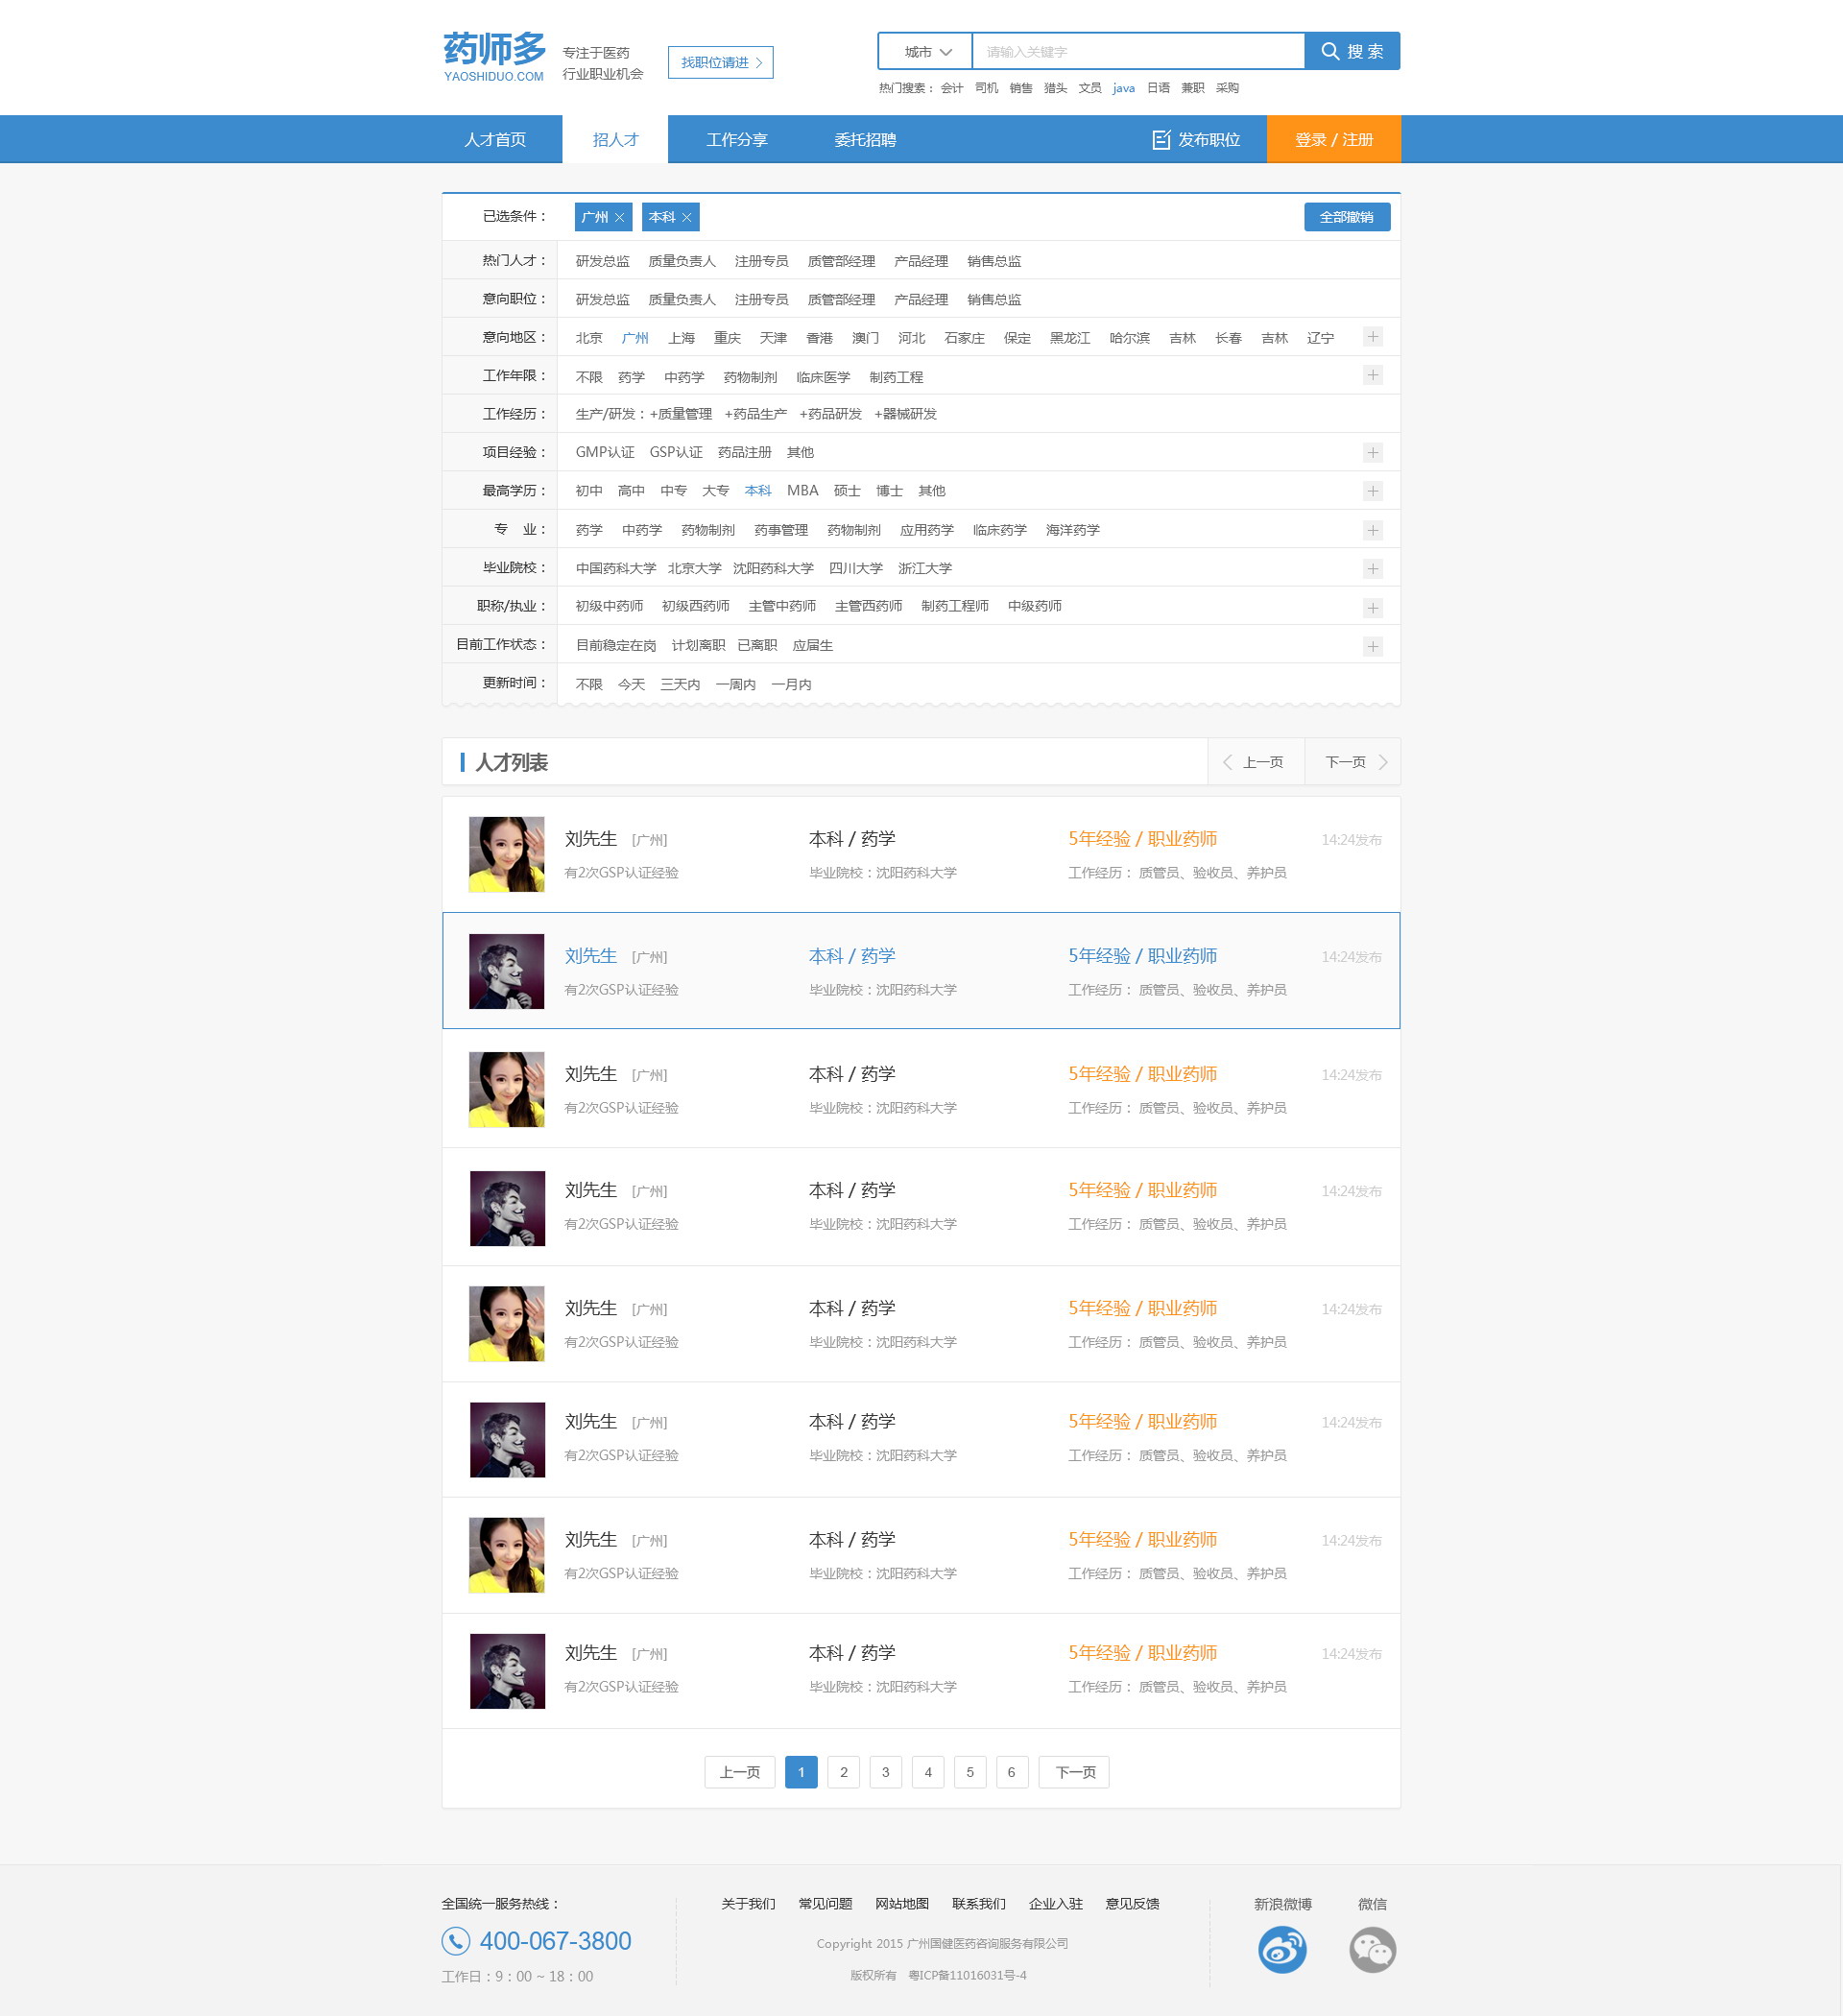 药师多
YAOSHIDUO.COM
专注于医药
行业职业机会
找职位请进
城市 请输入关键字 搜 索
热门搜索： 会计 司机 销售 猎头 文员 java 日语 兼职 采购
人才首页 招人才 工作分享 委托招聘 发布职位 登录 / 注册
已选条件： 广州 本科 全部撤销
热门人才： 研发总监 质量负责人 注册专员 质管部经理 产品经理 销售总监
意向职位： 研发总监 质量负责人 注册专员 质管部经理 产品经理 销售总监
意向地区： 北京 广州 上海 重庆 天津 香港 澳门 河北 石家庄 保定 黑龙江 哈尔滨 吉林 长春 吉林 辽宁
工作年限： 不限 药学 中药学 药物制剂 临床医学 制药工程
工作经历： 生产/研发：+质量管理 +药品生产 +药品研发 +器械研发
项目经验： GMP认证 GSP认证 药品注册 其他
最高学历： 初中 高中 中专 大专 本科 MBA 硕士 博士 其他
专 业： 药学 中药学 药物制剂 药事管理 药物制剂 应用药学 临床药学 海洋药学
毕业院校： 中国药科大学 北京大学 沈阳药科大学 四川大学 浙江大学
职称/执业： 初级中药师 初级西药师 主管中药师 主管西药师 制药工程师 中级药师
目前工作状态： 目前稳定在岗 计划离职 已离职 应届生
更新时间： 不限 今天 三天内 一周内 一月内
人才列表 上一页 下一页
刘先生 [广州] 本科 / 药学 5年经验 / 职业药师 14:24发布
有2次GSP认证经验 毕业院校：沈阳药科大学 工作经历： 质管员、验收员、养护员
刘先生 [广州] 本科 / 药学 5年经验 / 职业药师 14:24发布
有2次GSP认证经验 毕业院校：沈阳药科大学 工作经历： 质管员、验收员、养护员
刘先生 [广州] 本科 / 药学 5年经验 / 职业药师 14:24发布
有2次GSP认证经验 毕业院校：沈阳药科大学 工作经历： 质管员、验收员、养护员
刘先生 [广州] 本科 / 药学 5年经验 / 职业药师 14:24发布
有2次GSP认证经验 毕业院校：沈阳药科大学 工作经历： 质管员、验收员、养护员
刘先生 [广州] 本科 / 药学 5年经验 / 职业药师 14:24发布
有2次GSP认证经验 毕业院校：沈阳药科大学 工作经历： 质管员、验收员、养护员
刘先生 [广州] 本科 / 药学 5年经验 / 职业药师 14:24发布
有2次GSP认证经验 毕业院校：沈阳药科大学 工作经历： 质管员、验收员、养护员
刘先生 [广州] 本科 / 药学 5年经验 / 职业药师 14:24发布
有2次GSP认证经验 毕业院校：沈阳药科大学 工作经历： 质管员、验收员、养护员
刘先生 [广州] 本科 / 药学 5年经验 / 职业药师 14:24发布
有2次GSP认证经验 毕业院校：沈阳药科大学 工作经历： 质管员、验收员、养护员
上一页 1 2 3 4 5 6 下一页
全国统一服务热线： 关于我们 常见问题 网站地图 联系我们 企业入驻 意见反馈 新浪微博 微信
400-067-3800
Copyright 2015 广州国健医药咨询服务有限公司
工作日：9：00 ~ 18：00
版权所有 粤ICP备11016031号-4